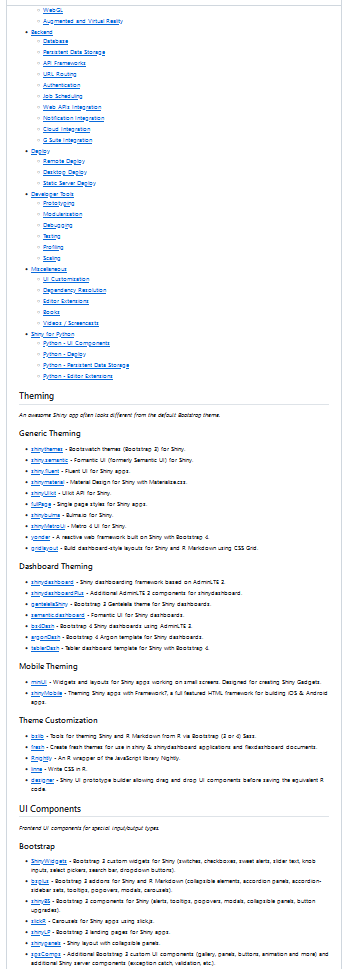 WebGL
Augmented and Virtual Reality
Backend
Database
Persistent Data Storage
API Frameworks
URL Routing
Authentication
Job Scheduling
Web APIs Integration
Notification Integration
Cloud Integration
G Suite Integration
Deploy
Remote Deploy
Desktop Deploy
Static Server Deploy
Developer Tools
Prototyping
Modularization
Debugging
Testing
Profiling
Scaling
Miscellaneous
UI Customization
Dependency Resolution
Editor Extensions
Books
Videos / Screencasts
Shiny for Python
Python - UI Components
Python - Deploy
Python - Persistent Data Storage
Python - Editor Extensions
Theming
An awesome Shiny app often looks different from the default Bootstrap theme.
Generic Theming
shinythemes - Bootswatch themes (Bootstrap 3) for Shiny.
shiny.semantic - Fomantic UI (formerly Semantic UI) for Shiny.
shiny.fluent - Fluent UI for Shiny apps.
shinymaterial - Material Design for Shiny with Materialize.css.
shinyUIkit - UIkit API for Shiny.
fullPage - Single page styles for Shiny apps.
shinybulma - Bulma.io for Shiny.
shinyMetroUi - Metro 4 UI for Shiny.
yonder - A reactive web framework built on Shiny with Bootstrap 4.
gridlayout - Build dashboard-style layouts for Shiny and R Markdown using CSS Grid.
Dashboard Theming
shinydashboard - Shiny dashboarding framework based on AdminLTE 2.
shinydashboardPlus - Additional AdminLTE 2 components for shinydashboard.
gentelellaShiny - Bootstrap 3 Gentelella theme for Shiny dashboards.
semantic.dashboard - Fomantic UI for Shiny dashboards.
bs4Dash - Bootstrap 4 Shiny dashboards using AdminLTE 3.
argonDash - Bootstrap 4 Argon template for Shiny dashboards.
tablerDash - Tabler dashboard template for Shiny with Bootstrap 4.
Mobile Theming
miniUI - Widgets and layouts for Shiny apps working on small screens. Designed for creating Shiny Gadgets.
shinyMobile - Theming Shiny apps with Framework7, a full featured HTML framework for building iOS & Android
apps.
Theme Customization
bslib - Tools for theming Shiny and R Markdown from R via Bootstrap (3 or 4) Sass.
fresh - Create fresh themes for use in shiny & shinydashboard applications and flexdashboard documents.
Rnightly - An R wrapper of the JavaScript library Nightly.
inne - Write CSS in R.
designer - Shiny UI prototype builder allowing drag and drop UI components before saving the equivalent R
code.
UI Components
Frontend UI components for special input/output types.
Bootstrap
ShinyWidgets - Bootstrap 3 custom widgets for Shiny (switches, checkboxes, sweet alerts, slider text, knob
inputs, select pickers, search bar, dropdown buttons).
bsplus - Bootstrap 3 addons for Shiny and R Markdown (collapsible elements, accordion panels, accordion-
sidebar sets, tooltips, popovers, modals, carousels).
shinyBS - Bootstrap 3 components for Shiny (alerts, tooltips, popovers, modals, collapsible panels, button
upgrades).
slickR - Carousels for Shiny apps using slick.js.
shinyLP - Bootstrap 3 landing pages for Shiny apps.
shinypanels - Shiny layout with collapsible panels.
spsComps - Additional Bootstrap 3 custom UI components (gallery, panels, buttons, animation and more) and
additional Shiny server components (exception catch, validation, etc).